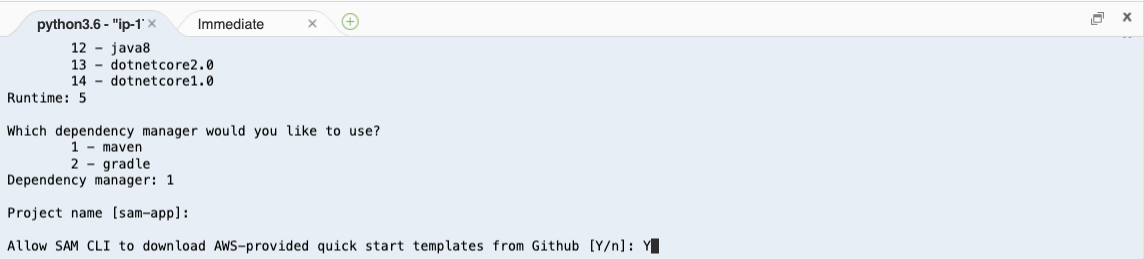 python3.6 - "ip-1
Immediate
12 – java8
13 – dotnetcore2.0
14 – dotnetcore1.0
Runtime: 5
Which dependency manager would you like to use?
1 – maven
2 – gradle
Dependency manager: 1
Project name [sam-app]:
Allow SAM CLI to download AWS-provided quick start templates from Github [Y/n]: Y